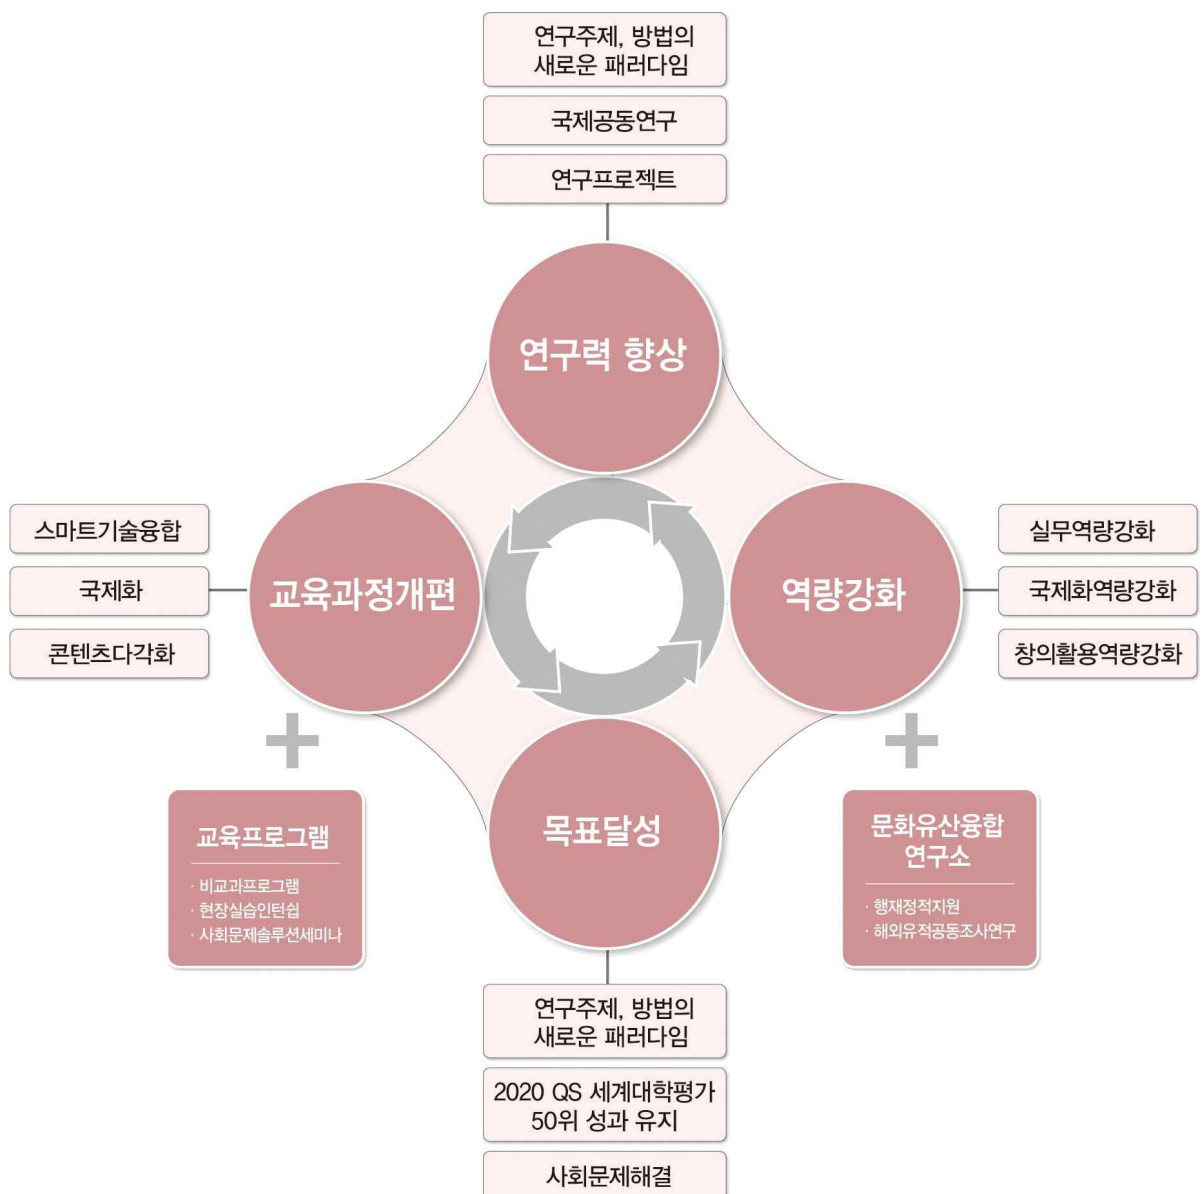 연구주제, 방법의
새로운 패러다임
국제공동연구
연구프로젝트
연구력 향상
스마트기술융합
국제화
콘텐츠다각화
교육과정개편
역량강화
실무역량강화
국제화역량강화
창의활용역량강화
교육프로그램
· 비교과프로그램
· 현장실습인턴쉽
· 사회문제솔루션세미나
목표달성
문화유산융합
연구소
· 행재정적지원
· 해외유적공동조사연구
연구주제, 방법의
새로운 패러다임
2020 QS 세계대학평가
50위 성과 유지
사회문제해결